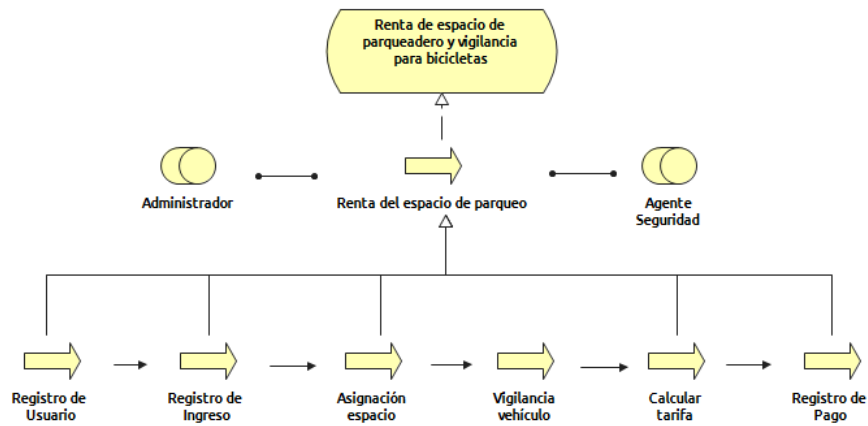 Renta de espacio de
parqueadero y vigilancia
para bicicletas
Administrador
Renta del espacio de parqueo
Agente
Seguridad
Registro de
Usuario
Registro de
Ingreso
Asignación
espacio
Vigilancia
vehículo
Calcular
tarifa
Registro de
Pago